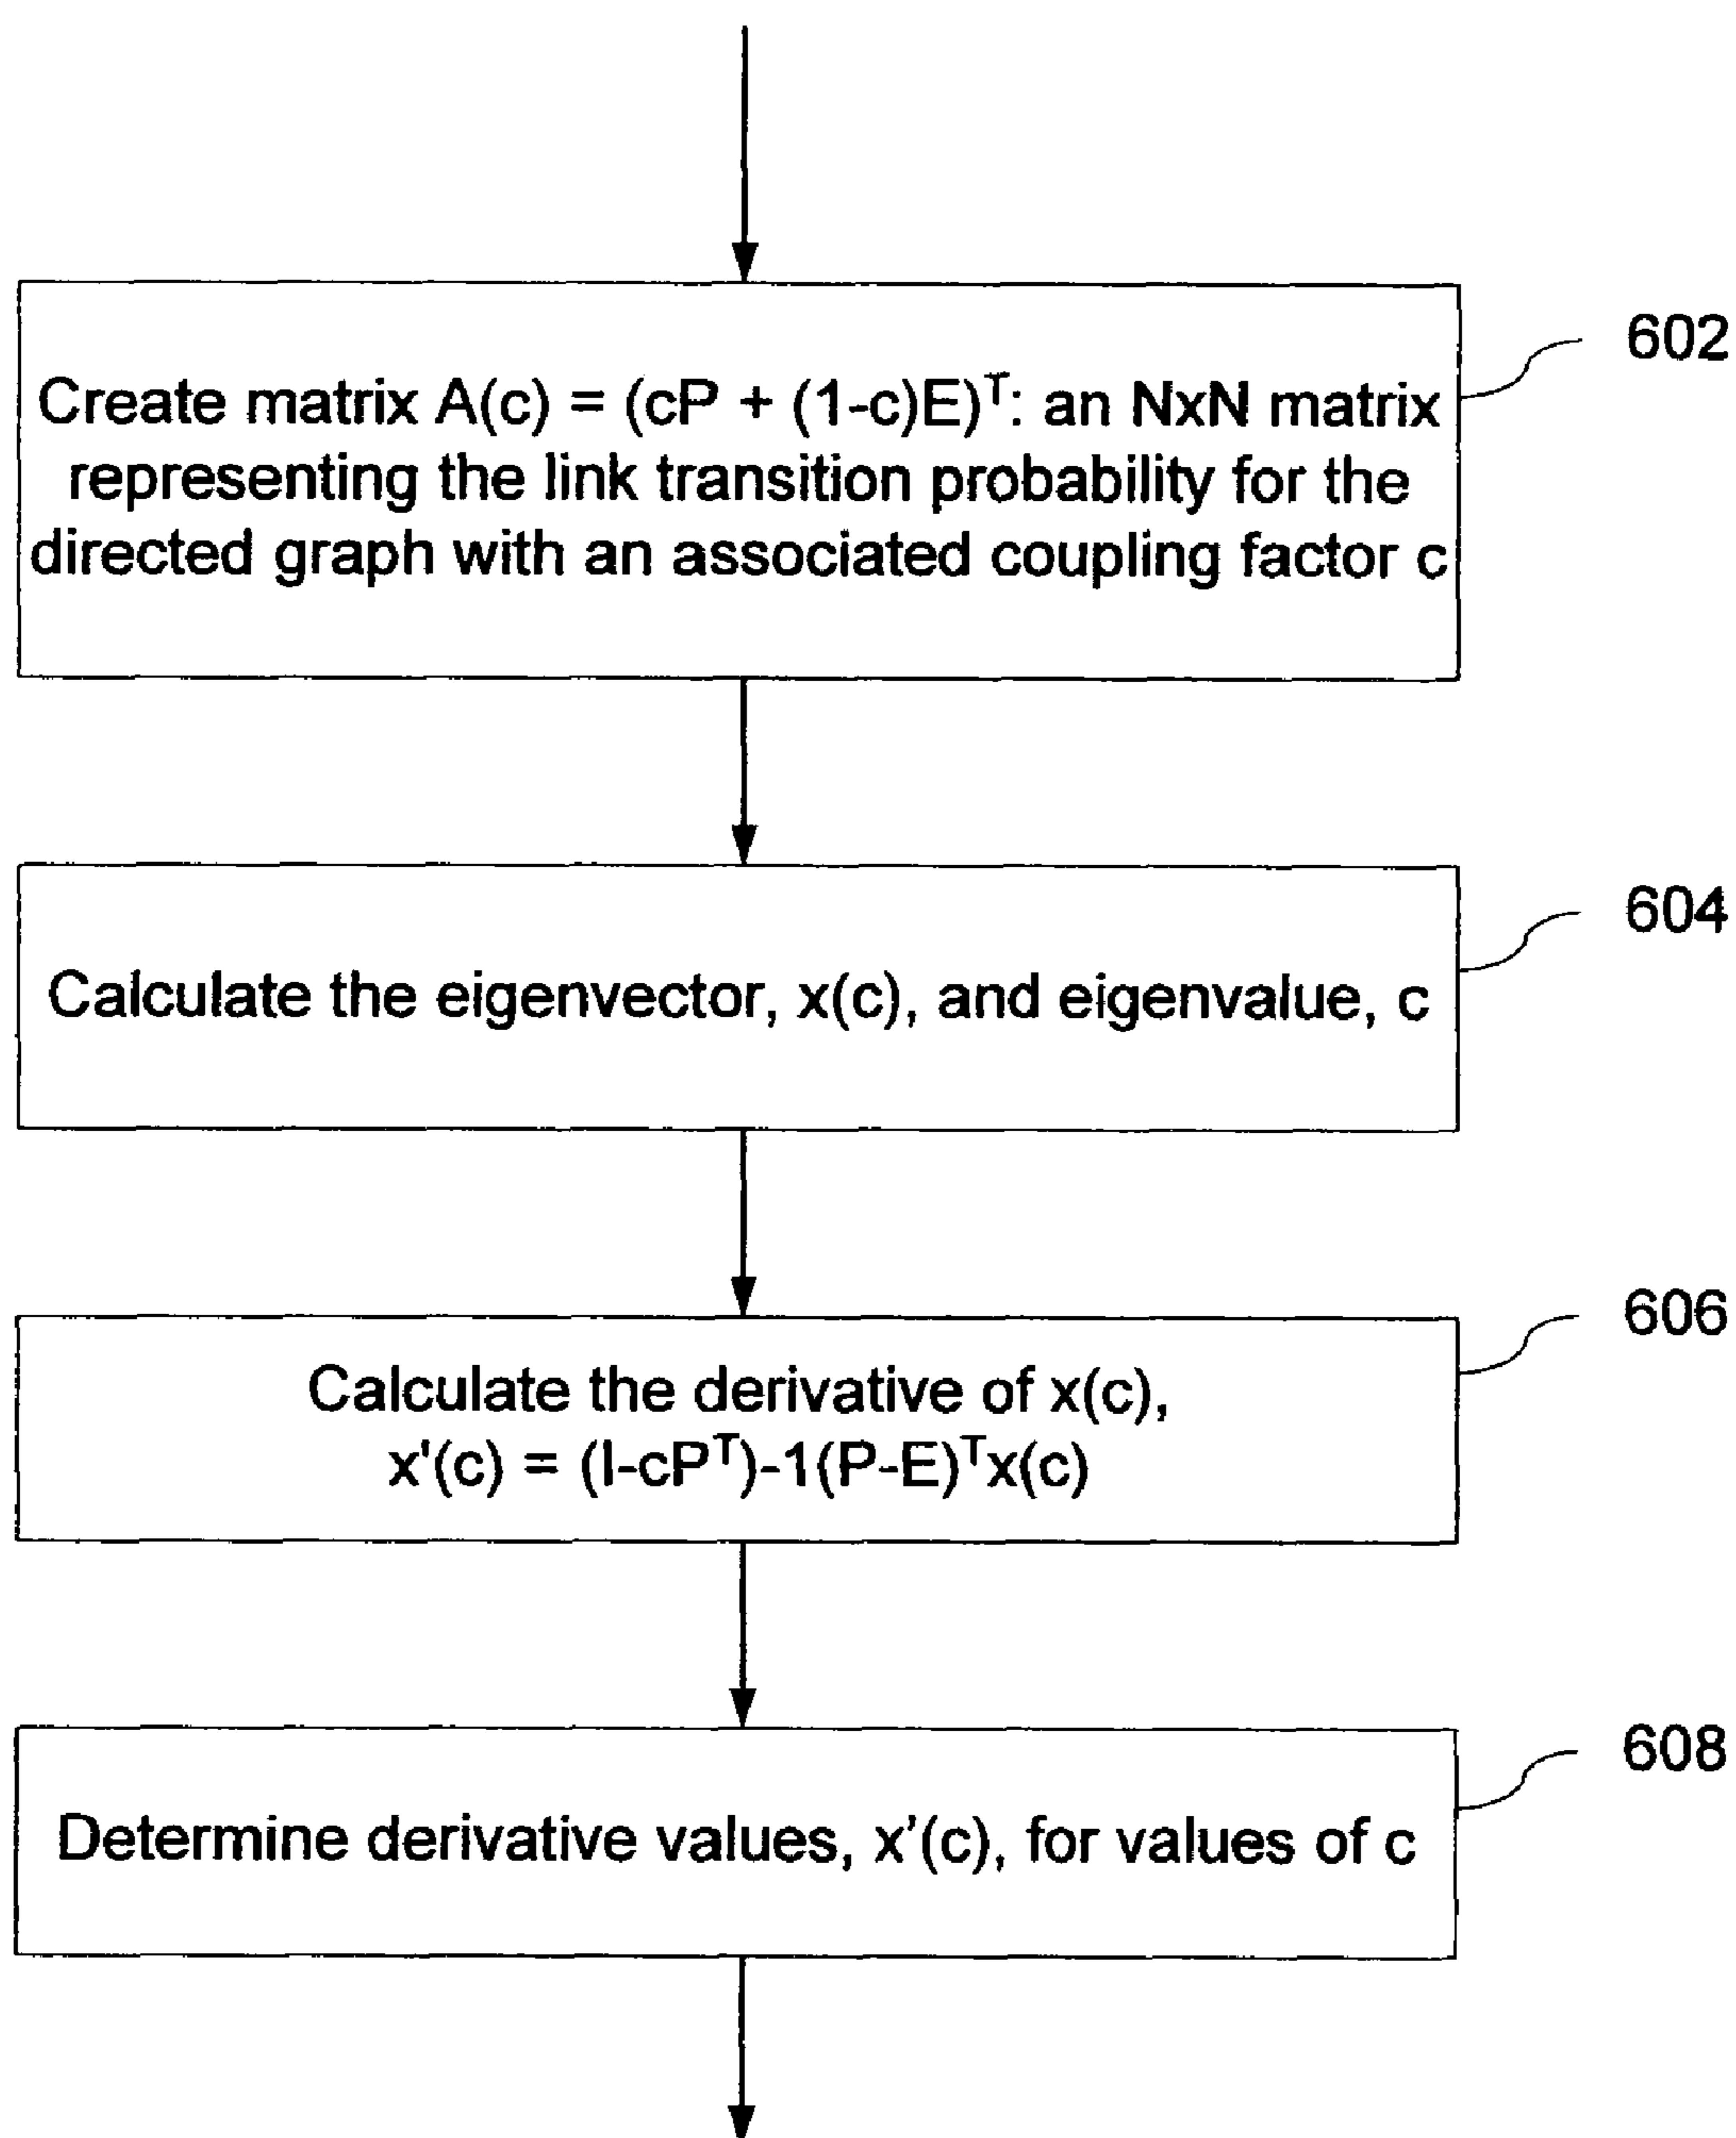 602
Create matrix A(c) = (cP + (1-c)E)ᵀ: an NxN matrix
representing the link transition probability for the
directed graph with an associated coupling factor c
604
Calculate the eigenvector, x(c), and eigenvalue, c
606
Calculate the derivative of x(c),
x'(c) = (I-cPᵀ)-1(P-E)ᵀx(c)
608
Determine derivative values, x'(c), for values of c